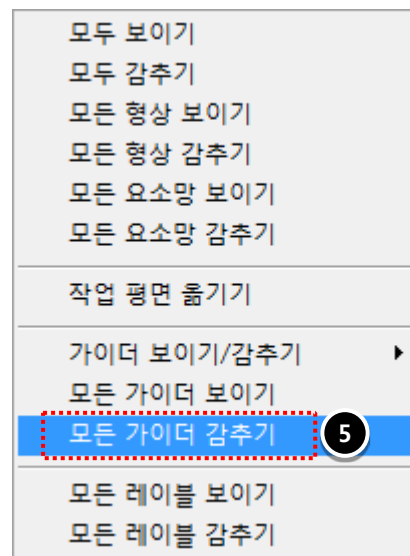 모두 보이기
모두 감추기
모든 형상 보이기
모든 형상 감추기
모든 요소망 보이기
모든 요소망 감추기
작업 평면 옮기기
가이더 보이기/감추기
모든 가이더 보이기
모든 가이더 감추기 5
모든 레이블 보이기
모든 레이블 감추기